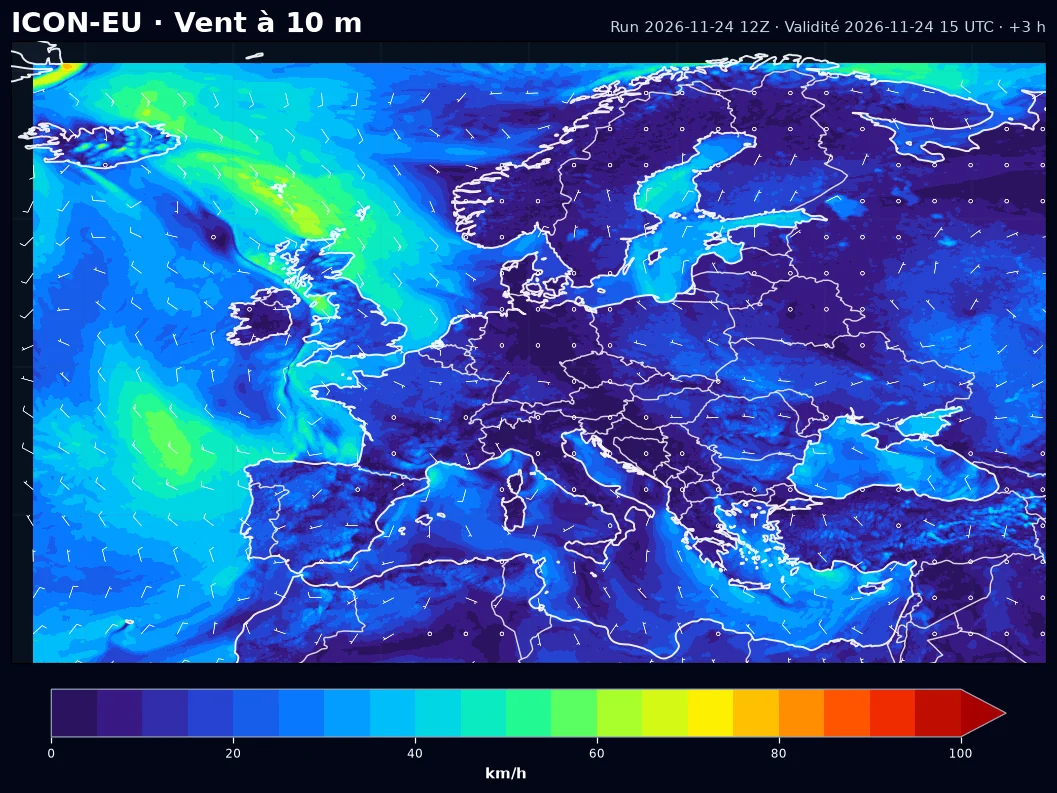 ICON-EU · Vent à 10 m
Run 2026-11-24 12Z · Validité 2026-11-24 15 UTC · +3 h
0 20 40 60 80 100
km/h